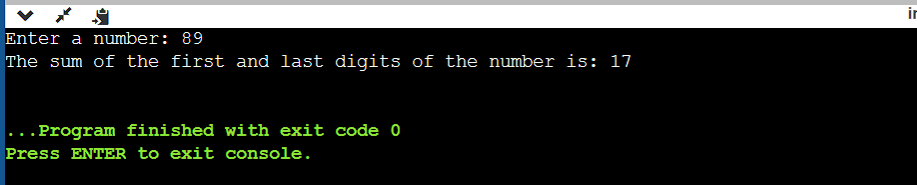 Enter a number: 89
The sum of the first and last digits of the number is: 17
...Program finished with exit code 0
Press ENTER to exit console.